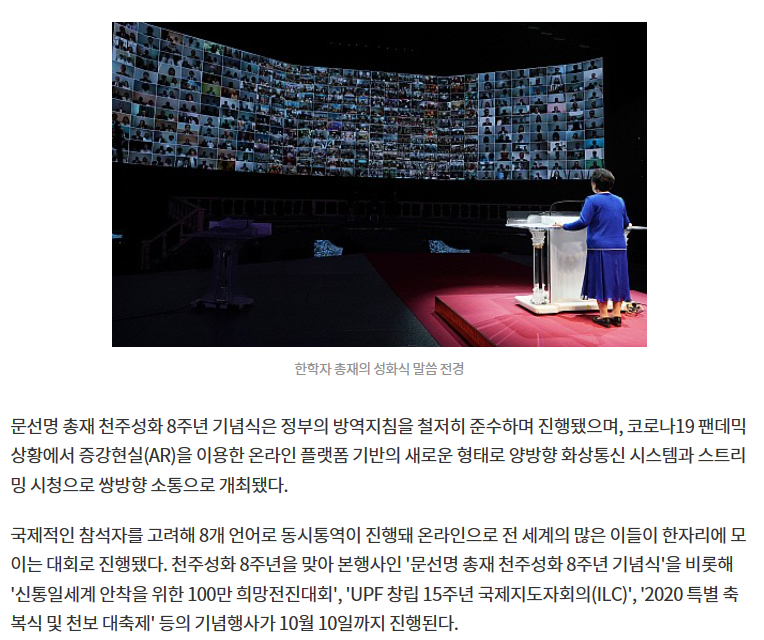 한학자 총재의 성화식 말씀 전경
문선명 총재 천주성화 8주년 기념식은 정부의 방역지침을 철저히 준수하며 진행됐으며, 코로나19 팬데믹
상황에서 증강현실(AR)을 이용한 온라인 플랫폼 기반의 새로운 형태로 양방향 화상통신 시스템과 스트리
밍 시청으로 쌍방향 소통으로 개최됐다.
국제적인 참석자를 고려해 8개 언어로 동시통역이 진행돼 온라인으로 전 세계의 많은 이들이 한자리에 모
이는 대회로 진행됐다. 천주성화 8주년을 맞아 본행사인 '문선명 총재 천주성화 8주년 기념식'을 비롯해
'신통일세계 안착을 위한 100만 희망전진대회', 'UPF 창립 15주년 국제지도자회의(ILC)', '2020 특별 축
복식 및 천보 대축제' 등의 기념행사가 10월 10일까지 진행된다.